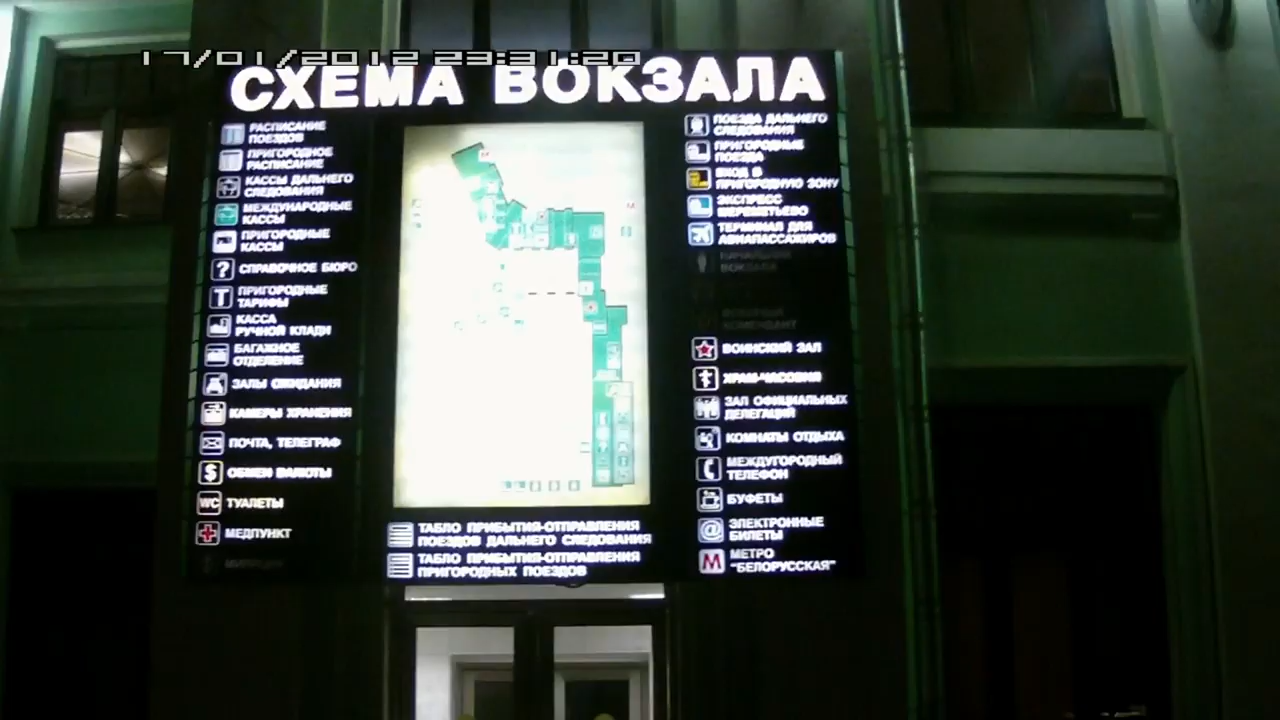 17/01/2012 23:31:20
СХЕМА ВОКЗАЛА
РАСПИСАНИЕ
ПОЕЗДОВ
ПРИГОРОДНОЕ
РАСПИСАНИЕ
КАССЫ ДАЛЬНЕГО
СЛЕДОВАНИЯ
МЕЖДУНАРОДНЫЕ
КАССЫ
ПРИГОРОДНЫЕ
КАССЫ
? СПРАВОЧНОЕ БЮРО
T ПРИГОРОДНЫЕ
ТАРИФЫ
КАССА
РУЧНОЙ КЛАДИ
БАГАЖНОЕ
ОТДЕЛЕНИЕ
ЗАЛЫ ОЖИДАНИЯ
КАМЕРЫ ХРАНЕНИЯ
ПОЧТА, ТЕЛЕГРАФ
$ ОБМЕН ВАЛЮТЫ
WC ТУАЛЕТЫ
МЕДПУНКТ
ТАБЛО ПРИБЫТИЯ-ОТПРАВЛЕНИЯ
ПОЕЗДОВ ДАЛЬНЕГО СЛЕДОВАНИЯ
ТАБЛО ПРИБЫТИЯ-ОТПРАВЛЕНИЯ
ПРИГОРОДНЫХ ПОЕЗДОВ
ПОЕЗДА ДАЛЬНЕГО
СЛЕДОВАНИЯ
ПРИГОРОДНЫЕ
ПОЕЗДА
ВХОД В
ПРИГОРОДНУЮ ЗОНУ
ЭКСПРЕСС
ШЕРЕМЕТЬЕВО
ТЕРМИНАЛ ДЛЯ
АВИАПАССАЖИРОВ
НАЧАЛЬНИК
ВОКЗАЛА
ВОЕННЫЙ
КОМЕНДАНТ
ВОИНСКИЙ ЗАЛ
ХРАМ-ЧАСОВНЯ
ЗАЛ ОФИЦИАЛЬНЫХ
ДЕЛЕГАЦИЙ
КОМНАТЫ ОТДЫХА
МЕЖДУГОРОДНЫЙ
ТЕЛЕФОН
БУФЕТЫ
@ ЭЛЕКТРОННЫЕ
БИЛЕТЫ
М МЕТРО
"БЕЛОРУССКАЯ"